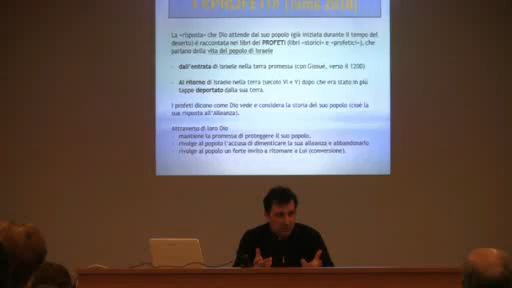 I PROFETI» [Toma 2010]
La «risposta» che Dio attende dal suo popolo (già iniziata durante il tempo del
deserto) è raccontata nei libri dei PROFETI (libri «storici» e «profetici»), che
parlano della vita del popolo di Israele
- dall'entrata di Israele nella terra promessa (con Giosuè, verso il 1200)
- Al ritorno di Israele nella terra (secolo VI e V) dopo che era stato in più
tappe deportato dalla sua terra.
I profeti dicono come Dio vede e considera la storia del suo popolo (cioè la
sua risposta all'Alleanza).
Attraverso di loro Dio
- mantiene la promessa di proteggere il suo popolo.
- rivolge al popolo l'accusa di dimenticare la sua alleanza e abbandonarlo
- rivolge al popolo un forte invito a ritornare a Lui (conversione).